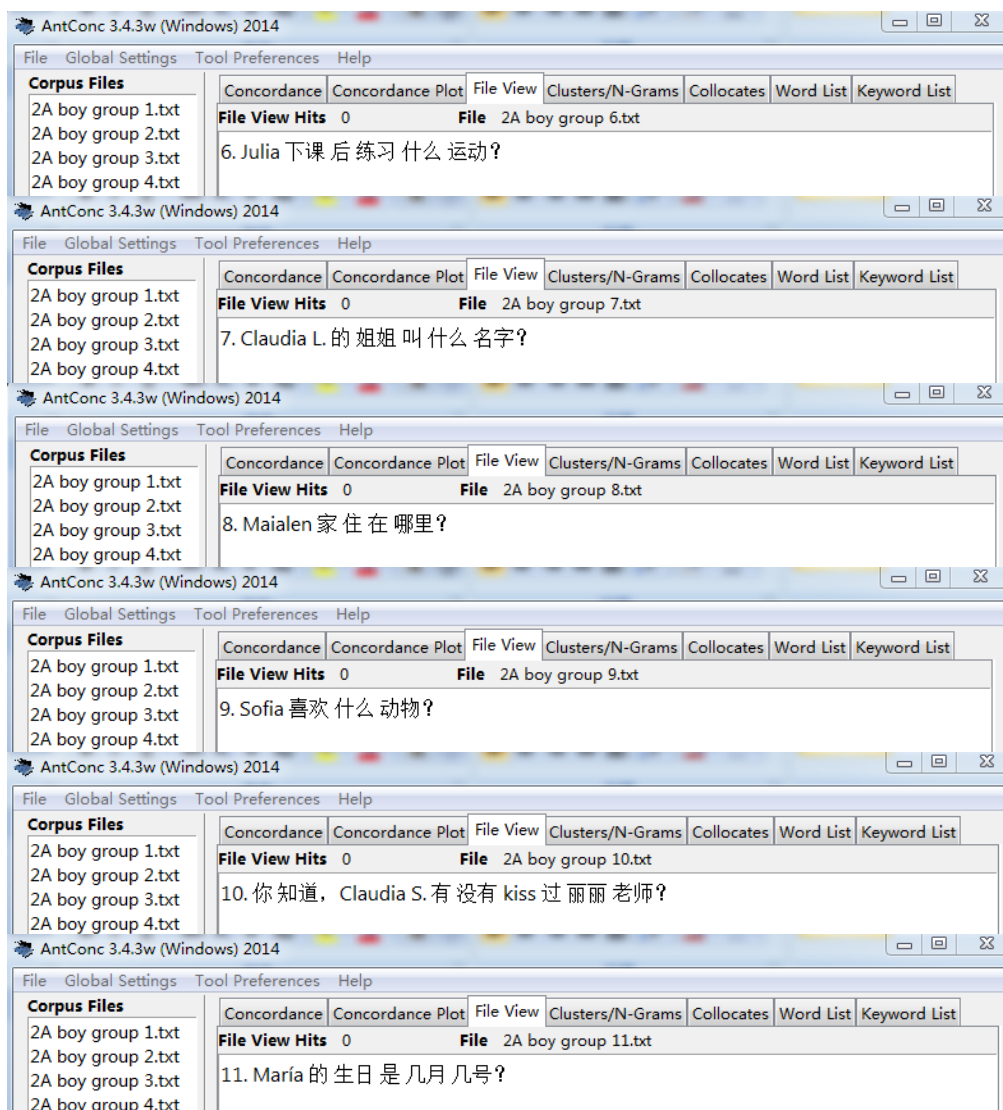 AntConc 3.4.3w (Windows) 2014
File Global Settings Tool Preferences Help
Corpus Files
2A boy group 1.txt
2A boy group 2.txt
2A boy group 3.txt
2A boy group 4.txt
Concordance Concordance Plot File View Clusters/N-Grams Collocates Word List Keyword List
File View Hits 0 File 2A boy group 6.txt
6. Julia 下课 后 练习 什么 运动?
AntConc 3.4.3w (Windows) 2014
File Global Settings Tool Preferences Help
Corpus Files
2A boy group 1.txt
2A boy group 2.txt
2A boy group 3.txt
2A boy group 4.txt
Concordance Concordance Plot File View Clusters/N-Grams Collocates Word List Keyword List
File View Hits 0 File 2A boy group 7.txt
7. Claudia L. 的 姐姐 叫 什么 名字?
AntConc 3.4.3w (Windows) 2014
File Global Settings Tool Preferences Help
Corpus Files
2A boy group 1.txt
2A boy group 2.txt
2A boy group 3.txt
2A boy group 4.txt
Concordance Concordance Plot File View Clusters/N-Grams Collocates Word List Keyword List
File View Hits 0 File 2A boy group 8.txt
8. Maialen 家 住 在 哪里?
AntConc 3.4.3w (Windows) 2014
File Global Settings Tool Preferences Help
Corpus Files
2A boy group 1.txt
2A boy group 2.txt
2A boy group 3.txt
2A boy group 4.txt
Concordance Concordance Plot File View Clusters/N-Grams Collocates Word List Keyword List
File View Hits 0 File 2A boy group 9.txt
9. Sofia 喜欢 什么 动物?
AntConc 3.4.3w (Windows) 2014
File Global Settings Tool Preferences Help
Corpus Files
2A boy group 1.txt
2A boy group 2.txt
2A boy group 3.txt
2A boy group 4.txt
Concordance Concordance Plot File View Clusters/N-Grams Collocates Word List Keyword List
File View Hits 0 File 2A boy group 10.txt
10. 你 知道，Claudia S. 有 没有 kiss 过 丽丽 老师?
AntConc 3.4.3w (Windows) 2014
File Global Settings Tool Preferences Help
Corpus Files
2A boy group 1.txt
2A boy group 2.txt
2A boy group 3.txt
2A boy group 4.txt
Concordance Concordance Plot File View Clusters/N-Grams Collocates Word List Keyword List
File View Hits 0 File 2A boy group 11.txt
11. María 的 生日 是 几月 几号?